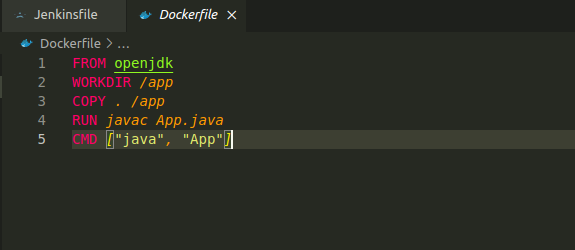 Jenkinsfile Dockerfile
Dockerfile > ...
1 FROM openjdk
2 WORKDIR /app
3 COPY . /app
4 RUN javac App.java
5 CMD ["java", "App"]